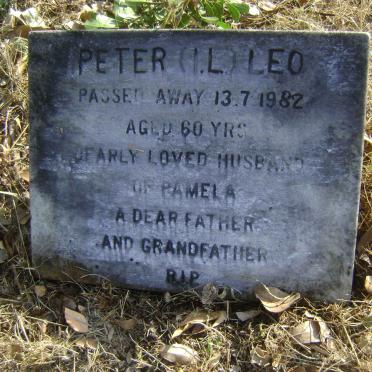 PETER (I.L.) LEO
PASSED AWAY 13.7.1982
AGED 60 YRS.
DEARLY LOVED HUSBAND
OF PAMELA
A DEAR FATHER
AND GRANDFATHER
R.I.P.